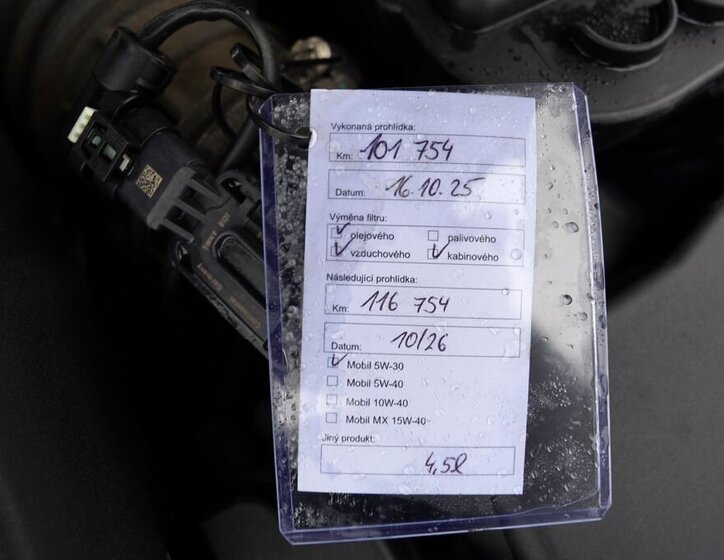 Vykonaná prohlídka:
Km: 101 754
Datum: 16.10.25
Výměna filtru:
olejového palivového
vzduchového kabinového
Následující prohlídka:
Km: 116 754
Datum: 10/26
Mobil 5W-30
Mobil 5W-40
Mobil 10W-40
Mobil MX 15W-40
Jiný produkt:
4,5l